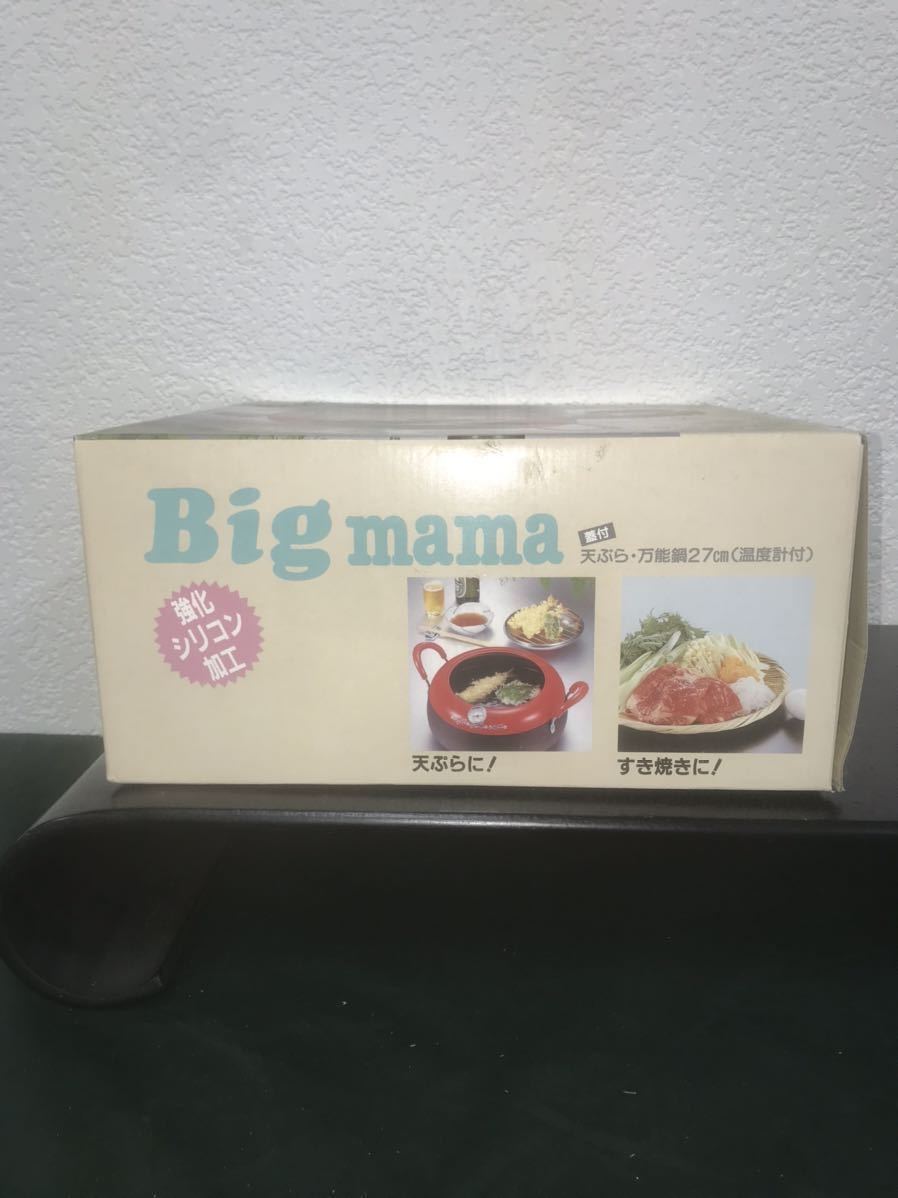 Big mama
蓋付
天ぷら・万能鍋27cm(温度計付)
強化
シリコン
加工
天ぷらに!
すき焼きに!